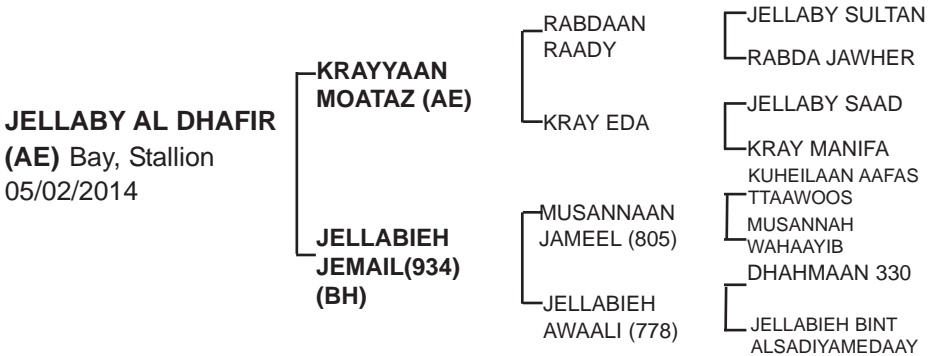 JELLABY AL DHAFIR
(AE) Bay, Stallion
05/02/2014
KRAYYAAN
MOATAZ (AE)
JELLABIEH
JEMAIL(934)
(BH)
RABDAAN
RAADY
KRAY EDA
MUSANNAAN
JAMEEL (805)
JELLABIEH
AWAALI (778)
JELLABY SULTAN
RABDA JAWHER
JELLABY SAAD
KRAY MANIFA
KUHEILAAN AAFAS
TTAAWOOS
MUSANNAH
WAHAAYIB
DHAHMAAN 330
JELLABIEH BINT
ALSADIYAMEDAAY